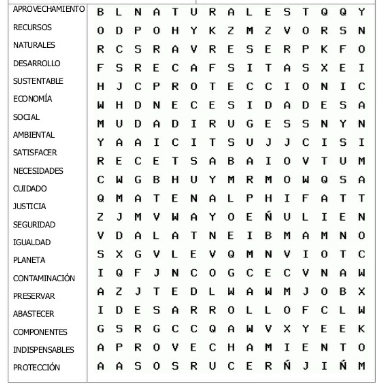 APROVECHAMIENTO
RECURSOS
NATURALES
DESARROLLO
SUSTENTABLE
ECONOMÍA
SOCIAL
AMBIENTAL
SATISFACER
NECESIDADES
CUIDADO
JUSTICIA
SEGURIDAD
IGUALDAD
PLANETA
CONTAMINACIÓN
PRESERVAR
ABASTECER
COMPONENTES
INDISPENSABLES
PROTECCIÓN
B L N A T U R A L E S T Q Q Y
O D P O H Y K Z M Z V O R S N
R C S R A V R E S E R P K F O
F S R E C A F S I T A S X E I
H J C P R O T E C C I O N I C
W H D N E C E S I D A D E S A
M U D A D I R U G E S S N Y N
Y A A I C I T S U J J C I S I
R E C E T S A B A I O V T U M
C W G B H U Y M R M O W Q S A
Q M A T E N A L P H I F A T T
Z J M V W A Y O E Ñ U L I E N
V D A L A T N E I B M A M N O
S X G V L E V Q M N V I O T C
I Q F J N C O G C E C V N A W
A Z J T E D L W A W M J O B X
I D E S A R R O L L O F C L W
G S R G C C Q A W V X Y E E K
A P R O V E C H A M I E N T O
A A S O S R U C E R Ñ J I Ñ M